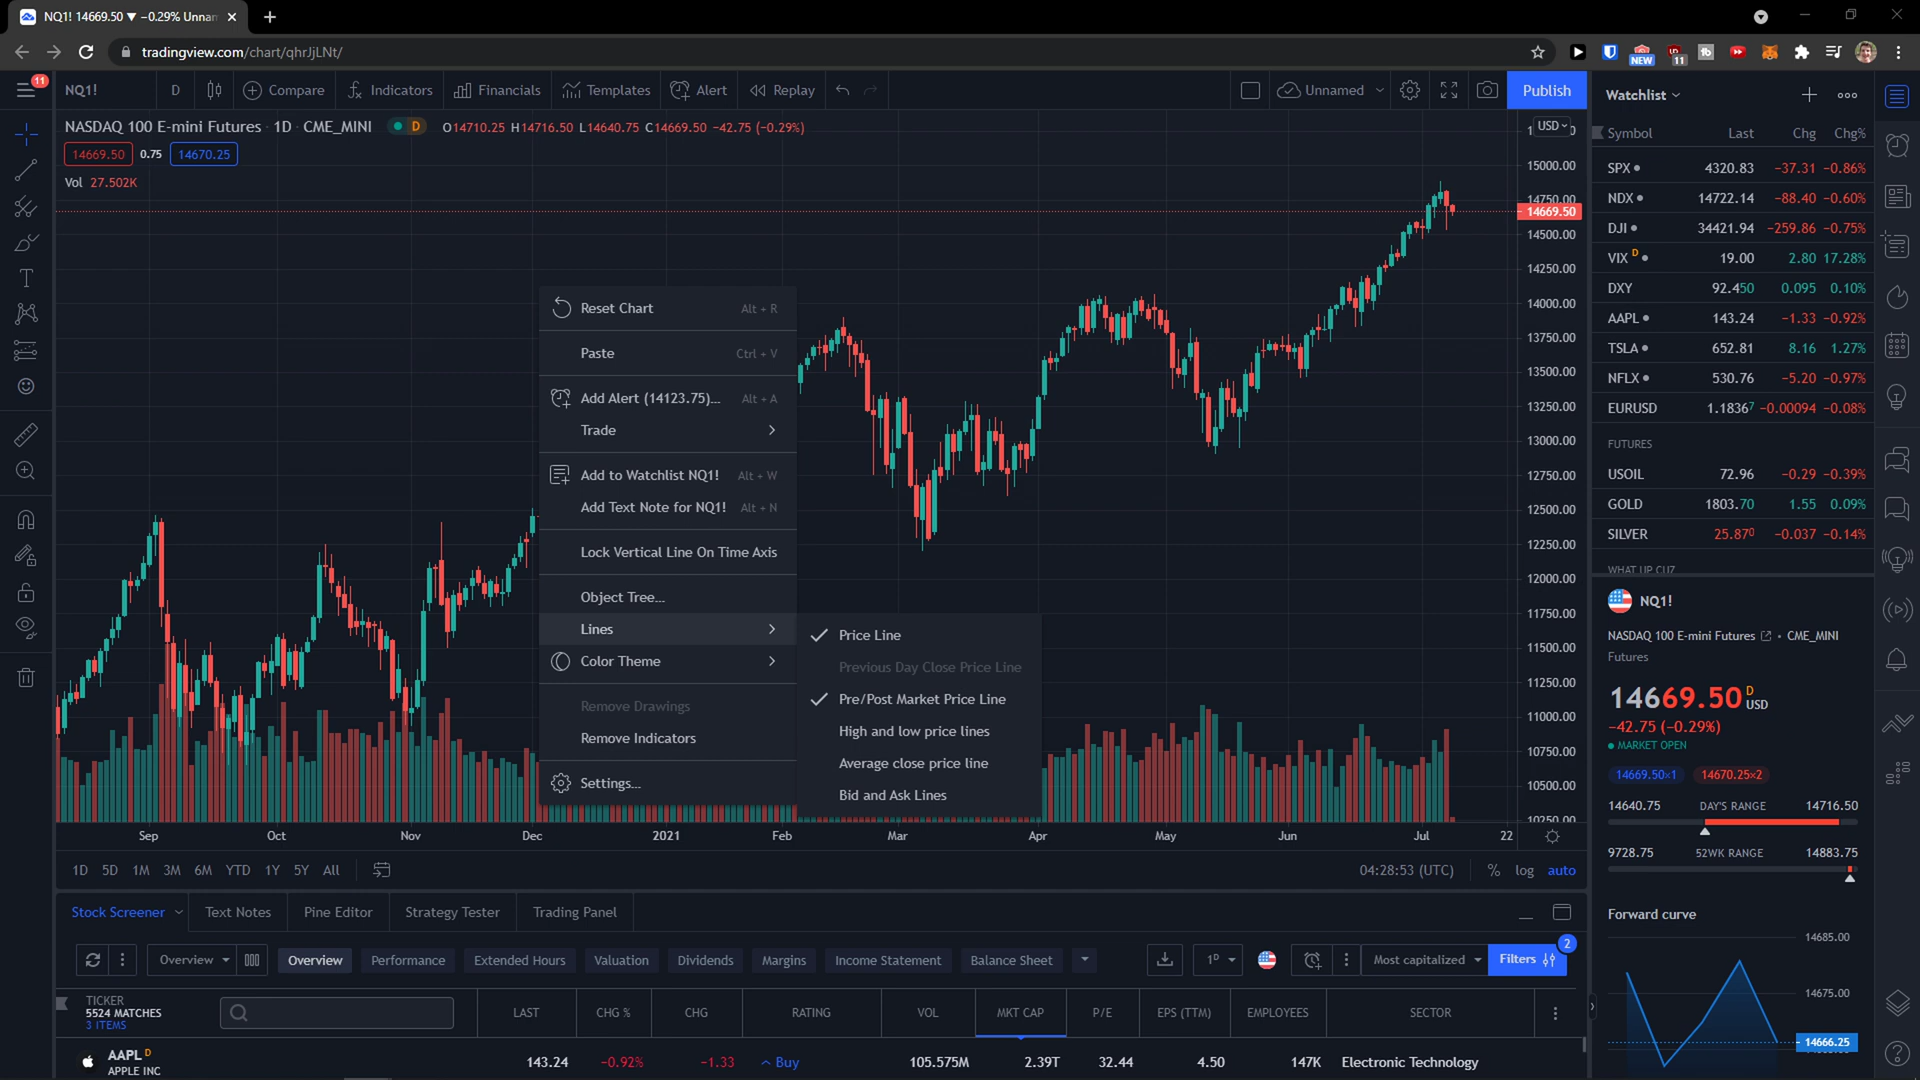 NQ1! 14669.50 ▼ −0.29% Unnan
tradingview.com/chart/qhrJjLNt/
NEW
11
11
NQ1!
D
Compare
Indicators
Financials
Templates
Alert
Replay
Unnamed
Publish
NASDAQ 100 E-mini Futures · 1D · CME_MINI
D
O14710.25 H14716.50 L14640.75 C14669.50 −42.75 (−0.29%)
14669.50
0.75
14670.25
Vol 27.502K
USD
15000.00
14750.00
14669.50
14500.00
14250.00
14000.00
13750.00
13500.00
13250.00
13000.00
12750.00
12500.00
12250.00
12000.00
11750.00
11500.00
11250.00
11000.00
10750.00
10500.00
10250.00
Reset Chart Alt + R
Paste Ctrl + V
Add Alert (14123.75)... Alt + A
Trade
Add to Watchlist NQ1! Alt + W
Add Text Note for NQ1! Alt + N
Lock Vertical Line On Time Axis
Object Tree...
Lines
Color Theme
Remove Drawings
Remove Indicators
Settings...
Price Line
Previous Day Close Price Line
Pre/Post Market Price Line
High and low price lines
Average close price line
Bid and Ask Lines
Sep Oct Nov Dec 2021 Feb Mar Apr May Jun Jul 22
1D 5D 1M 3M 6M YTD 1Y 5Y All
04:28:53 (UTC)
% log auto
Stock Screener
Text Notes
Pine Editor
Strategy Tester
Trading Panel
Overview
Overview
Performance
Extended Hours
Valuation
Dividends
Margins
Income Statement
Balance Sheet
1D
Most capitalized
Filters
2
TICKER
5524 MATCHES
3 ITEMS
LAST CHG % CHG RATING VOL MKT CAP P/E EPS (TTM) EMPLOYEES SECTOR
AAPL D
APPLE INC
143.24 −0.92% −1.33 Buy 105.575M 2.39T 32.44 4.50 147K Electronic Technology
Watchlist
Symbol Last Chg Chg%
SPX 4320.83 −37.31 −0.86%
NDX 14722.14 −88.40 −0.60%
DJI 34421.94 −259.86 −0.75%
VIX D 19.00 2.80 17.28%
DXY 92.450 0.095 0.10%
AAPL 143.24 −1.33 −0.92%
TSLA 652.81 8.16 1.27%
NFLX 530.76 −5.20 −0.97%
EURUSD 1.18367 −0.00094 −0.08%
FUTURES
USOIL 72.96 −0.29 −0.39%
GOLD 1803.70 1.55 0.09%
SILVER 25.870 −0.037 −0.14%
WHAT UP CUZ
NQ1!
NASDAQ 100 E-mini Futures • CME_MINI
Futures
14669.50 D USD
−42.75 (−0.29%)
MARKET OPEN
14669.50×1 14670.25×2
14640.75 DAY'S RANGE 14716.50
9728.75 52WK RANGE 14883.75
Forward curve
14685.00
14675.00
14666.25